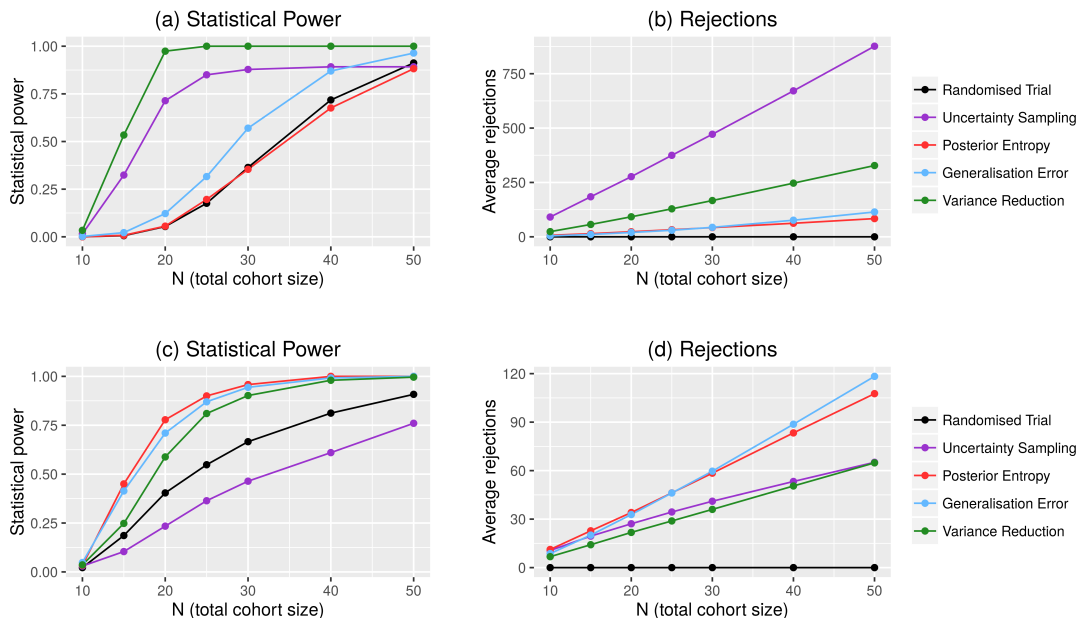 (a) Statistical Power
Statistical power
1.00
0.75
0.50
0.25
0.00
10 20 30 40 50
N (total cohort size)
(b) Rejections
Average rejections
750
500
250
0
10 20 30 40 50
N (total cohort size)
Randomised Trial
Uncertainty Sampling
Posterior Entropy
Generalisation Error
Variance Reduction
(c) Statistical Power
Statistical power
1.00
0.75
0.50
0.25
0.00
10 20 30 40 50
N (total cohort size)
(d) Rejections
Average rejections
120
90
60
30
0
10 20 30 40 50
N (total cohort size)
Randomised Trial
Uncertainty Sampling
Posterior Entropy
Generalisation Error
Variance Reduction